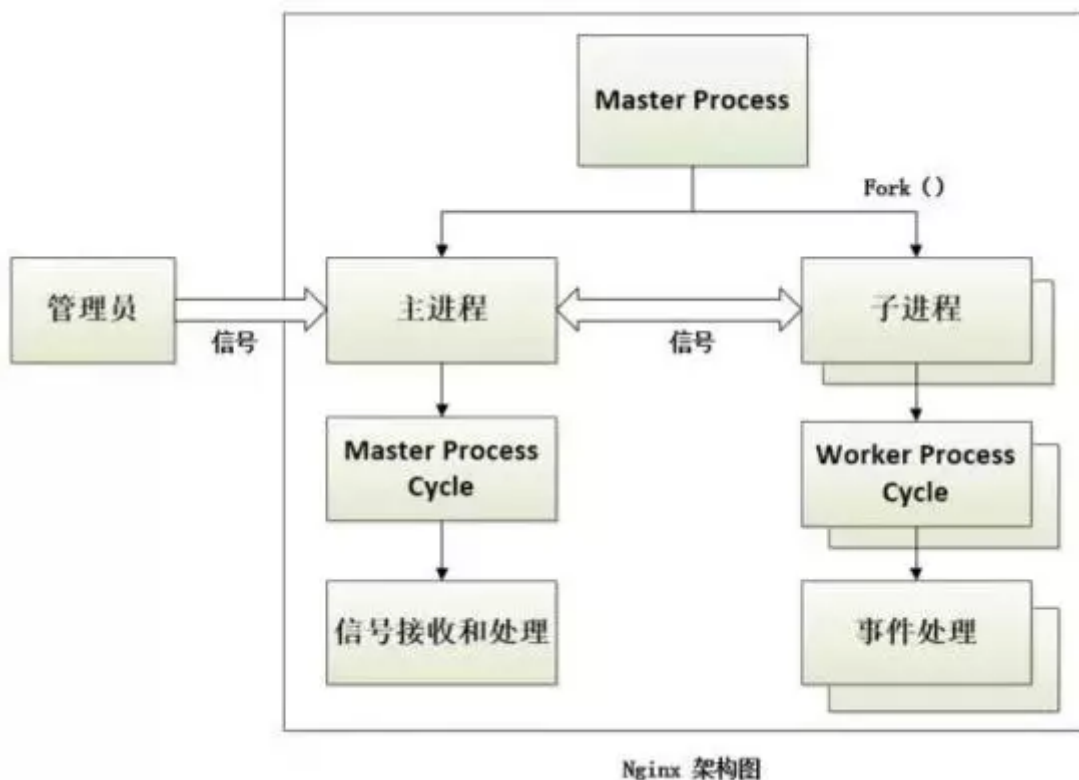 Master Process
Fork ()
管理员
信号
主进程
信号
子进程
Master Process
Cycle
Worker Process
Cycle
信号接收和处理
事件处理
Nginx 架构图